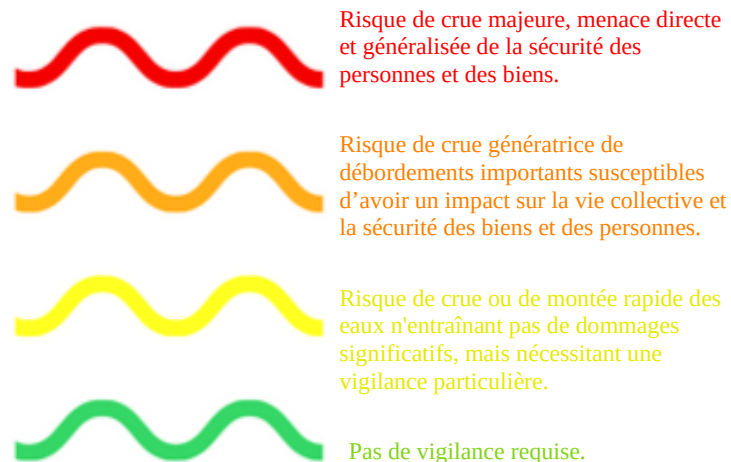 Risque de crue majeure, menace directe
et généralisée de la sécurité des
personnes et des biens.
Risque de crue génératrice de
débordements importants susceptibles
d’avoir un impact sur la vie collective et
la sécurité des biens et des personnes.
Risque de crue ou de montée rapide des
eaux n'entraînant pas de dommages
significatifs, mais nécessitant une
vigilance particulière.
Pas de vigilance requise.